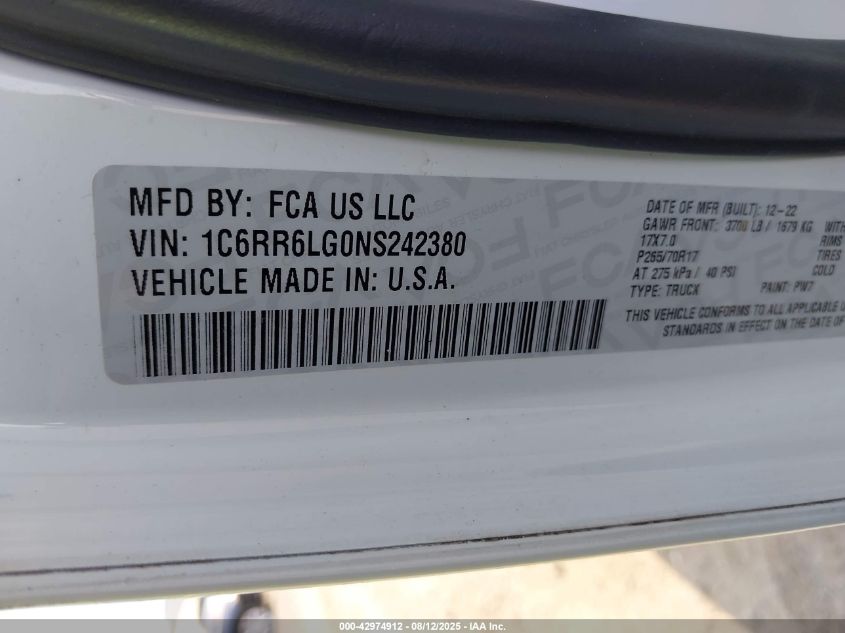 MFD BY: FCA US LLC
VIN: 1C6RR6LG0NS242380
VEHICLE MADE IN: U.S.A.
DATE OF MFR (BUILT): 12-22
GAWR FRONT: 3700 LB / 1679 KG WITH
17X7.0 RIMS
P265/70R17 TIRES
AT 275 kPa / 40 PSI COLD
TYPE: TRUCK PAINT: PW7
THIS VEHICLE CONFORMS TO ALL APPLICABLE
STANDARDS IN EFFECT ON THE DATE OF
000-42974912 - 08/12/2025 - IAA Inc.